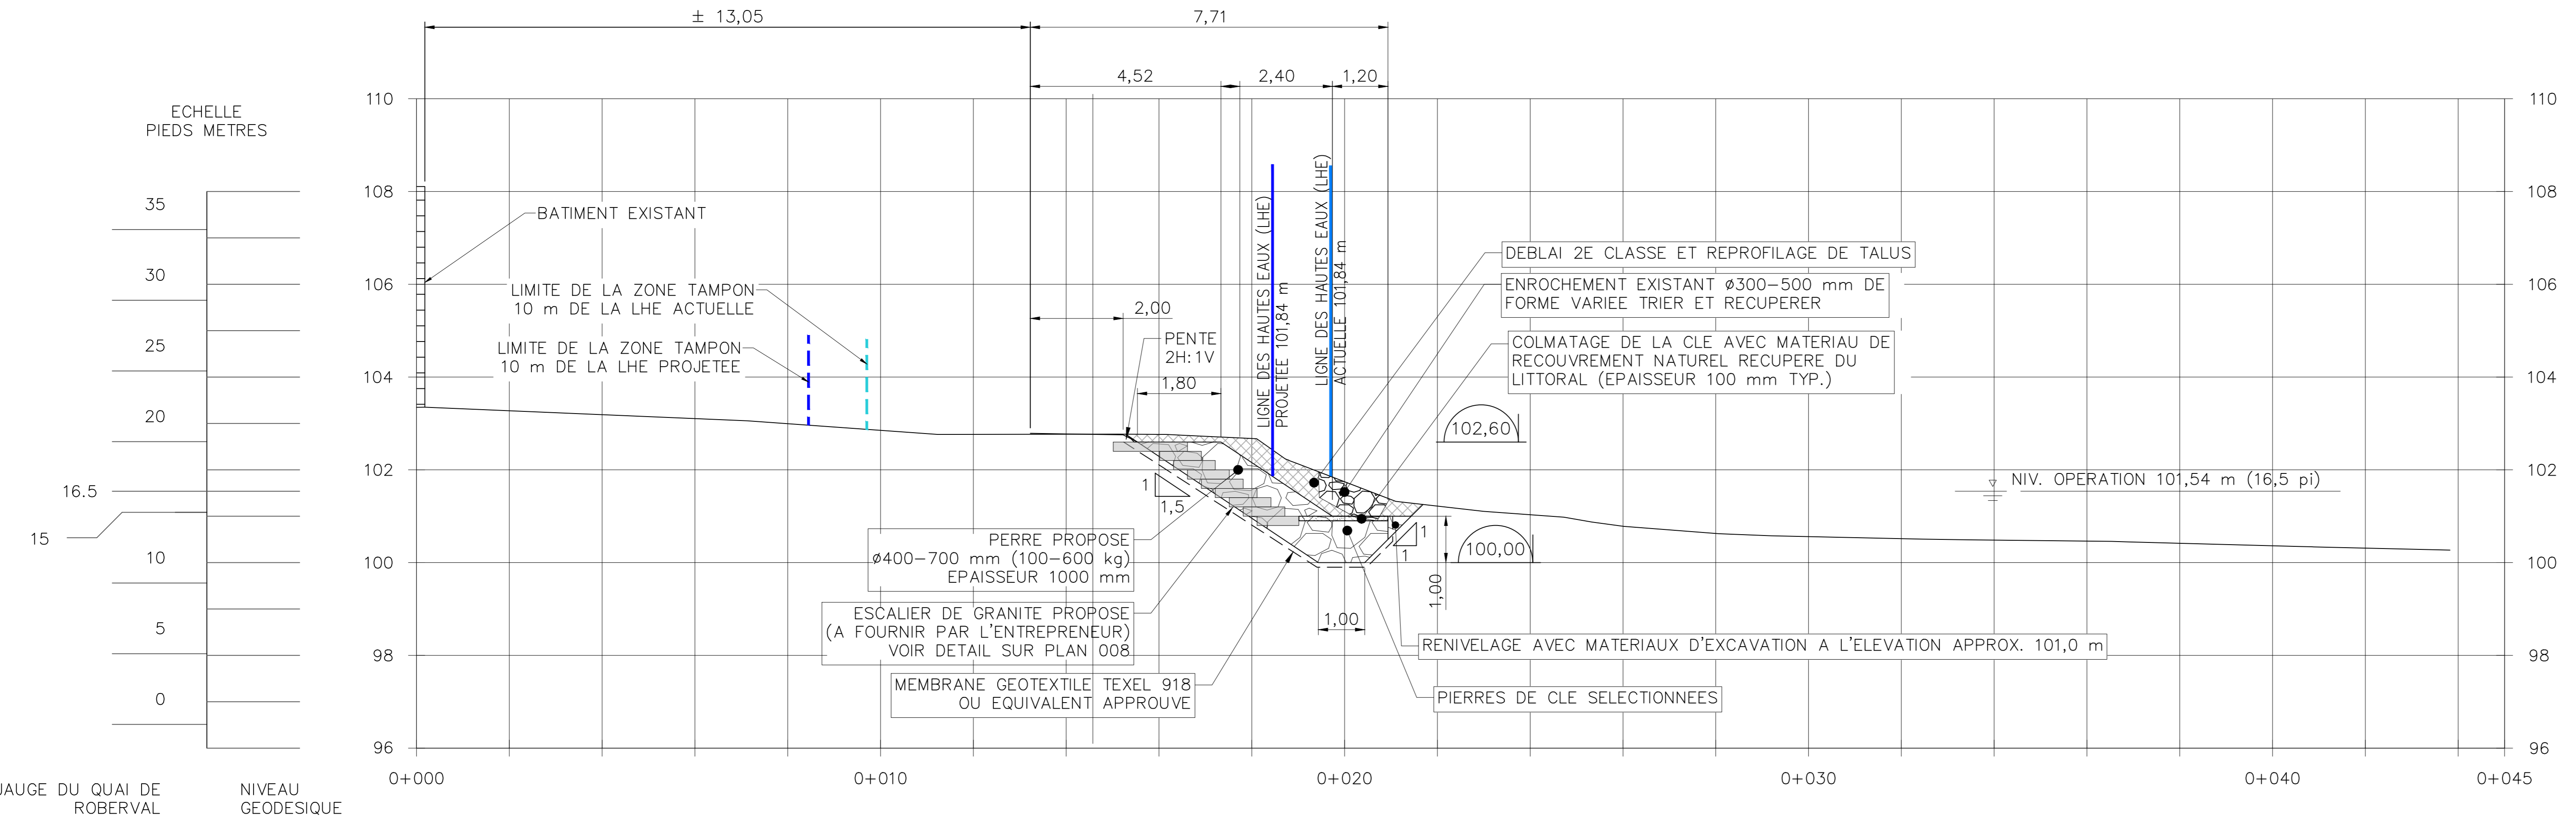 ± 13,05
7,71
4,52
2,40
1,20
110
110
ECHELLE
PIEDS METRES
108
108
35
BATIMENT EXISTANT
LIGNE DES HAUTES EAUX (LHE)
PROJETEE 101,84 m
LIGNE DES HAUTES EAUX (LHE)
ACTUELLE 101,84 m
DEBLAI 2E CLASSE ET REPROFILAGE DE TALUS
30
106
106
LIMITE DE LA ZONE TAMPON
10 m DE LA LHE ACTUELLE
ENROCHEMENT EXISTANT ø300-500 mm DE
FORME VARIEE TRIER ET RECUPERER
2,00
25
LIMITE DE LA ZONE TAMPON
10 m DE LA LHE PROJETEE
PENTE
2H:1V
COLMATAGE DE LA CLE AVEC MATERIAU DE
RECOUVREMENT NATUREL RECUPERE DU
LITTORAL (EPAISSEUR 100 mm TYP.)
104
104
1,80
20
102,60
102
102
16.5
1
1,5
NIV. OPERATION 101,54 m (16,5 pi)
15
PERRE PROPOSE
ø400-700 mm (100-600 kg)
EPAISSEUR 1000 mm
1
1
100,00
10
100
100
1,00
1,00
ESCALIER DE GRANITE PROPOSE
(A FOURNIR PAR L'ENTREPRENEUR)
VOIR DETAIL SUR PLAN 008
5
98
98
RENIVELAGE AVEC MATERIAUX D'EXCAVATION A L'ELEVATION APPROX. 101,0 m
MEMBRANE GEOTEXTILE TEXEL 918
OU EQUIVALENT APPROUVE
PIERRES DE CLE SELECTIONNEES
0
96
96
0+000
0+010
0+020
0+030
0+040
0+045
JAUGE DU QUAI DE
ROBERVAL
NIVEAU
GEODESIQUE